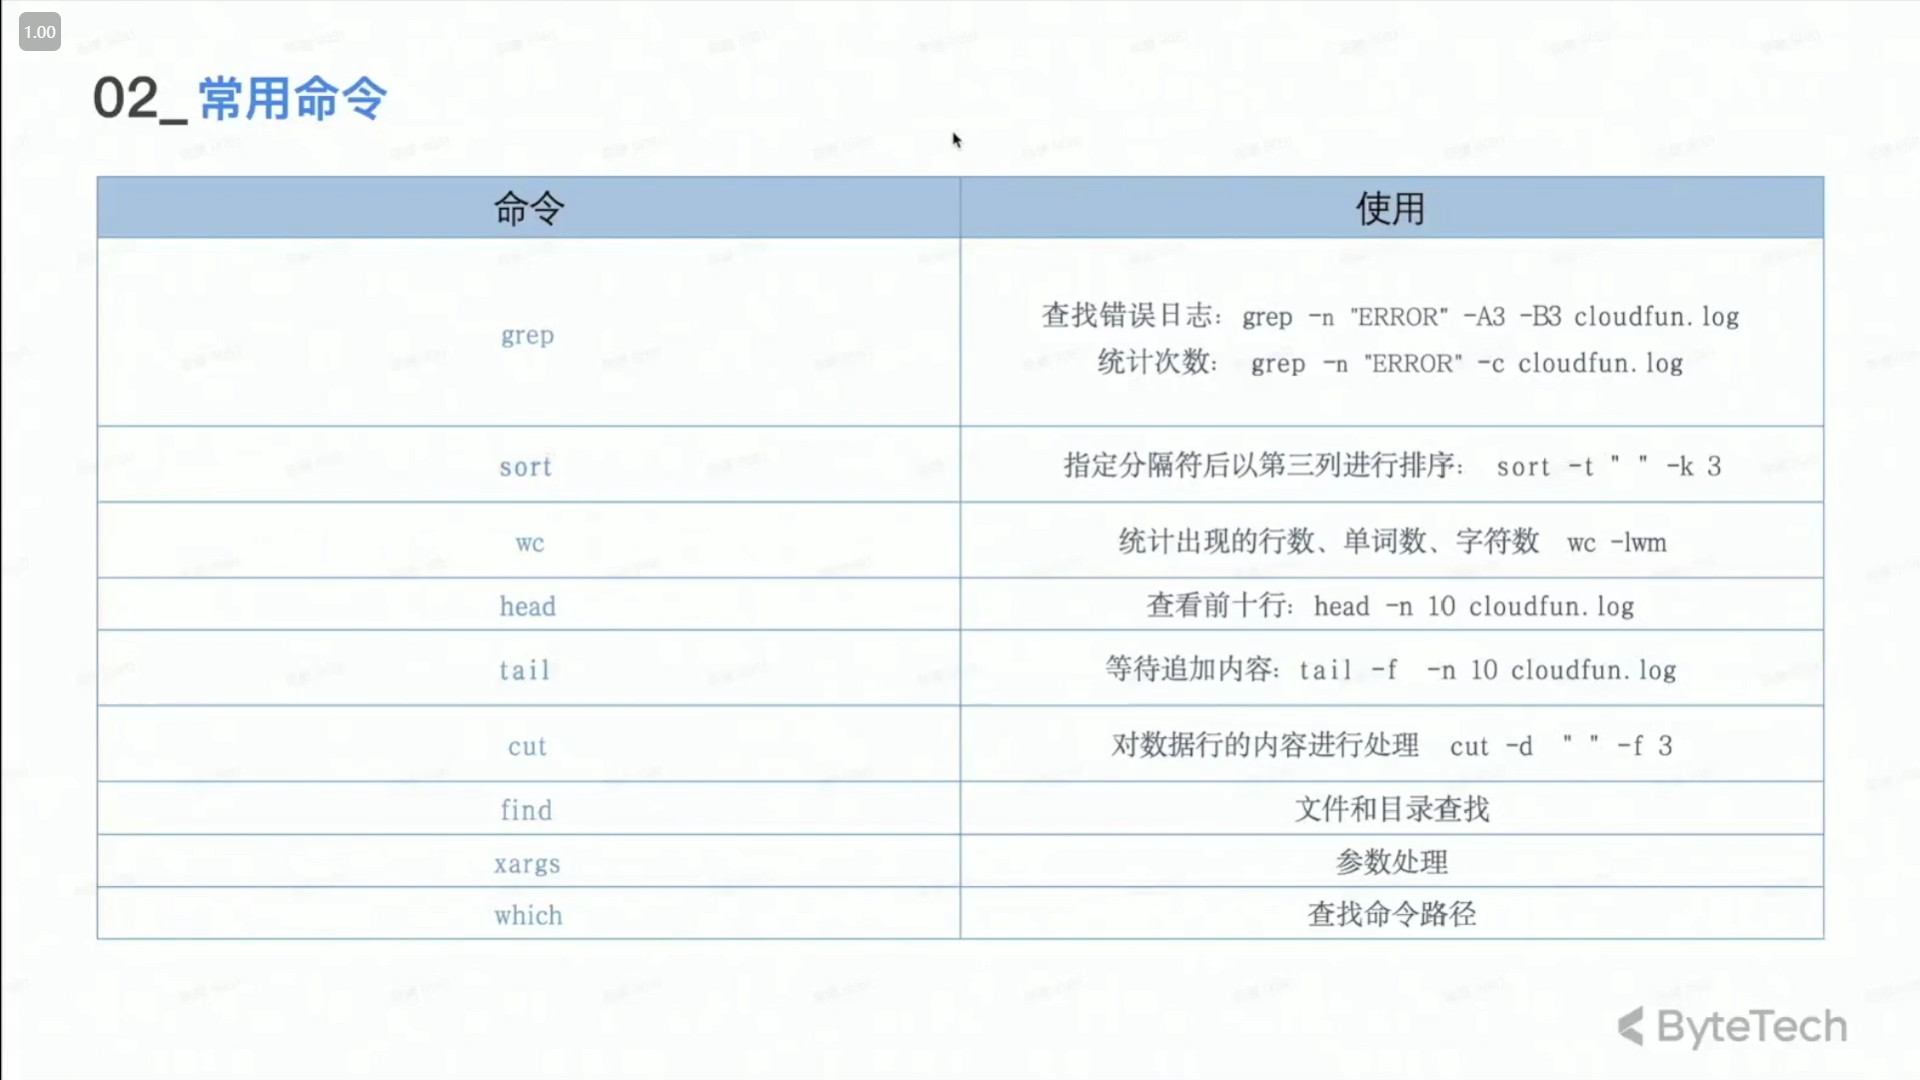 1.00
02_常用命令
命令 使用
grep 查找错误日志: grep -n "ERROR" -A3 -B3 cloudfun.log
统计次数: grep -n "ERROR" -c cloudfun.log
sort 指定分隔符后以第三列进行排序: sort -t " " -k 3
wc 统计出现的行数、单词数、字符数 wc -lwm
head 查看前十行: head -n 10 cloudfun.log
tail 等待追加内容: tail -f -n 10 cloudfun.log
cut 对数据行的内容进行处理 cut -d " " -f 3
find 文件和目录查找
xargs 参数处理
which 查找命令路径
ByteTech